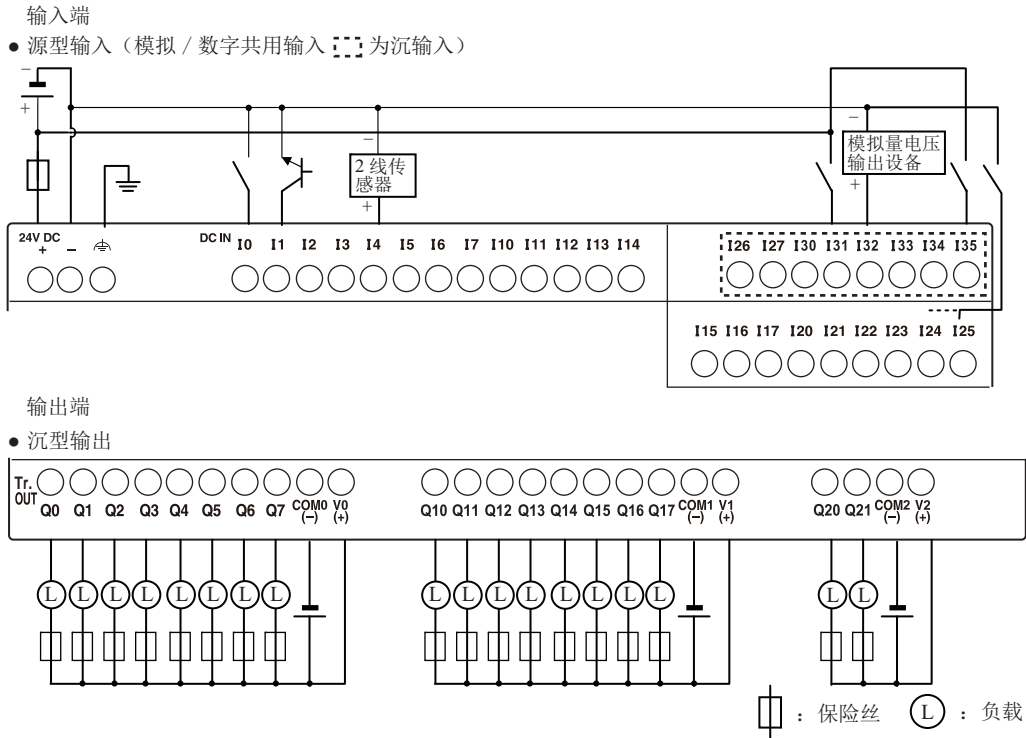 输入端
● 源型输入（模拟 / 数字共用输入 为沉输入）
−
+
−
2 线传
感器
+
−
模拟量电压
输出设备
+
24V DC
+ −
DC IN I0 I1 I2 I3 I4 I5 I6 I7 I10 I11 I12 I13 I14
I26 I27 I30 I31 I32 I33 I34 I35
I15 I16 I17 I20 I21 I22 I23 I24 I25
输出端
● 沉型输出
Tr.
OUT
Q0 Q1 Q2 Q3 Q4 Q5 Q6 Q7 COM0 V0
(−) (+)
Q10 Q11 Q12 Q13 Q14 Q15 Q16 Q17 COM1 V1
(−) (+)
Q20 Q21 COM2 V2
(−) (+)
L L L L L L L L
L L L L L L L L
L L
：保险丝 L ：负载